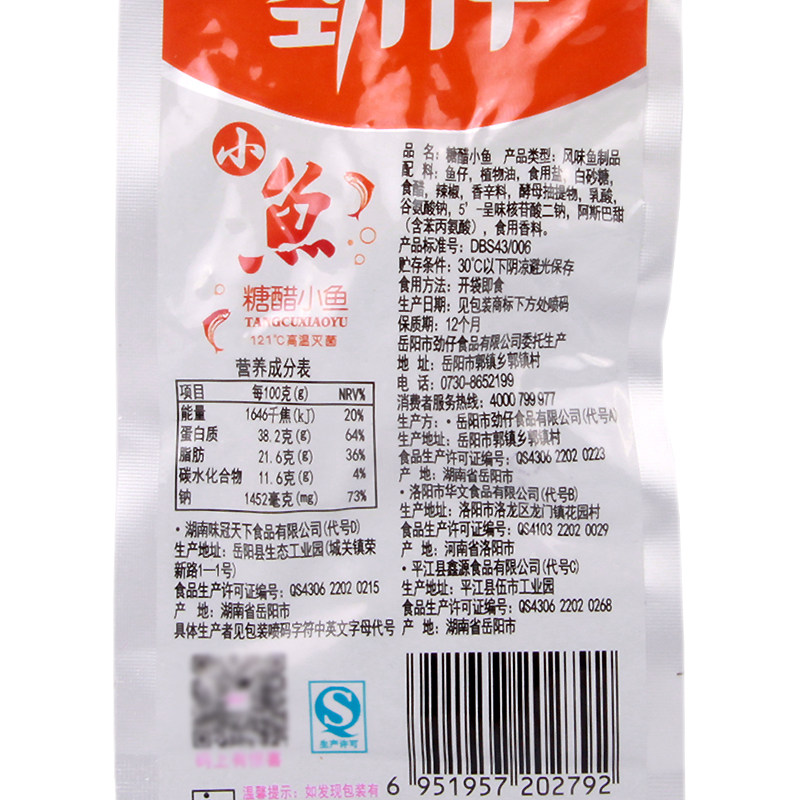 劲仔
小
鱼
糖醋小鱼
TANGCUXIAOYU
121℃高温灭菌
营养成分表
项目 每100克(g) NRV%
能量 1646千焦(kJ) 20%
蛋白质 38.2克(g) 64%
脂肪 21.6克(g) 36%
碳水化合物 11.6克(g) 4%
钠 1452毫克(mg) 73%
·湖南味冠天下食品有限公司(代号D)
生产地址：岳阳县生态工业园(城关镇荣
新路1—1号)
食品生产许可证编号：QS4306 2202 0215
产 地：湖南省岳阳市
具体生产者见包装喷码字符中英文字母代号
品 名：糖醋小鱼 产品类型：风味鱼制品
配 料：鱼仔，植物油，食用盐，白砂糖，
食醋，辣椒，香辛料，酵母抽提物，乳酸，
谷氨酸钠，5'-呈味核苷酸二钠，阿斯巴甜
(含苯丙氨酸)，食用香料。
产品标准号：DBS43/006
贮存条件：30℃以下阴凉避光保存
食用方法：开袋即食
生产日期：见包装商标下方处喷码
保质期：12个月
岳阳市劲仔食品有限公司委托生产
地 址：岳阳市郭镇乡郭镇村
电 话：0730-8652199
消费者服务热线：4000 799 977
生产方：·岳阳市劲仔食品有限公司(代号A)
生产地址：岳阳市郭镇乡郭镇村
食品生产许可证编号：QS4306 2202 0223
产 地：湖南省岳阳市
·洛阳市华文食品有限公司(代号B)
生产地址：洛阳市洛龙区龙门镇花园村
食品生产许可证编号：QS4103 2202 0029
产 地：河南省洛阳市
·平江县鑫源食品有限公司(代号C)
生产地址：平江县伍市工业园
食品生产许可证编号：QS4306 2202 0268
产 地：湖南省岳阳市
生产许可
温馨提示：如发现包装有
6 951957 202792